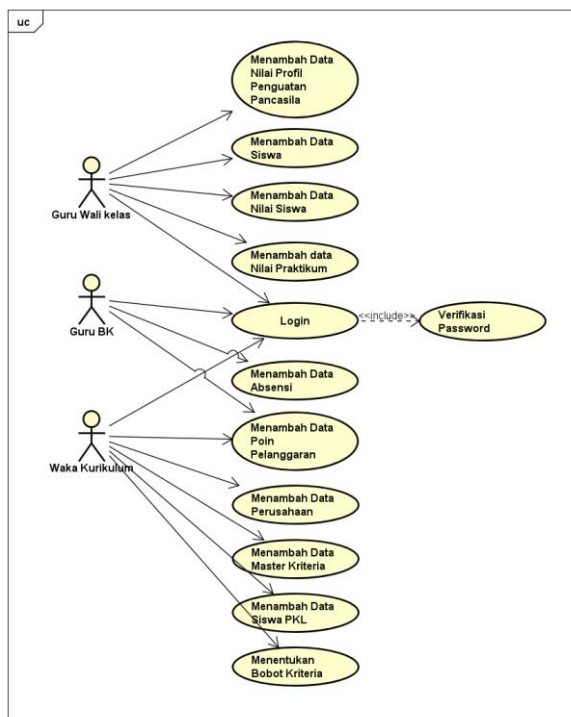 uc
Menambah Data
Nilai Profil
Penguatan
Pancasila
Menambah Data
Siswa
Guru Wali kelas
Menambah Data
Nilai Siswa
Menambah data
Nilai Praktikum
Guru BK
Login
<<include>>
Verifikasi
Password
Menambah Data
Absensi
Menambah Data
Poin
Pelanggaran
Waka Kurikulum
Menambah Data
Perusahaan
Menambah Data
Master Kriteria
Menambah Data
Siswa PKL
Menentukan
Bobot Kriteria